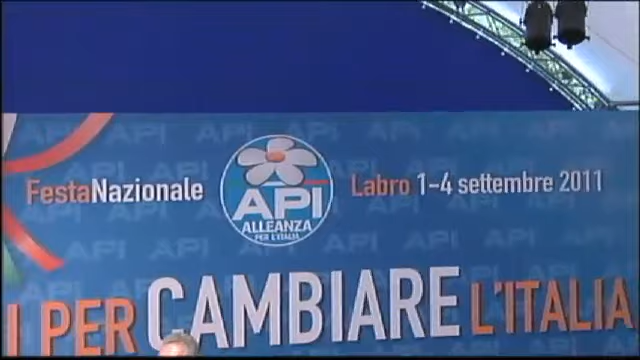 FestaNazionale
API
ALLEANZA
PER L'ITALIA
Labro 1-4 settembre 2011
I PER CAMBIARE L'ITALIA